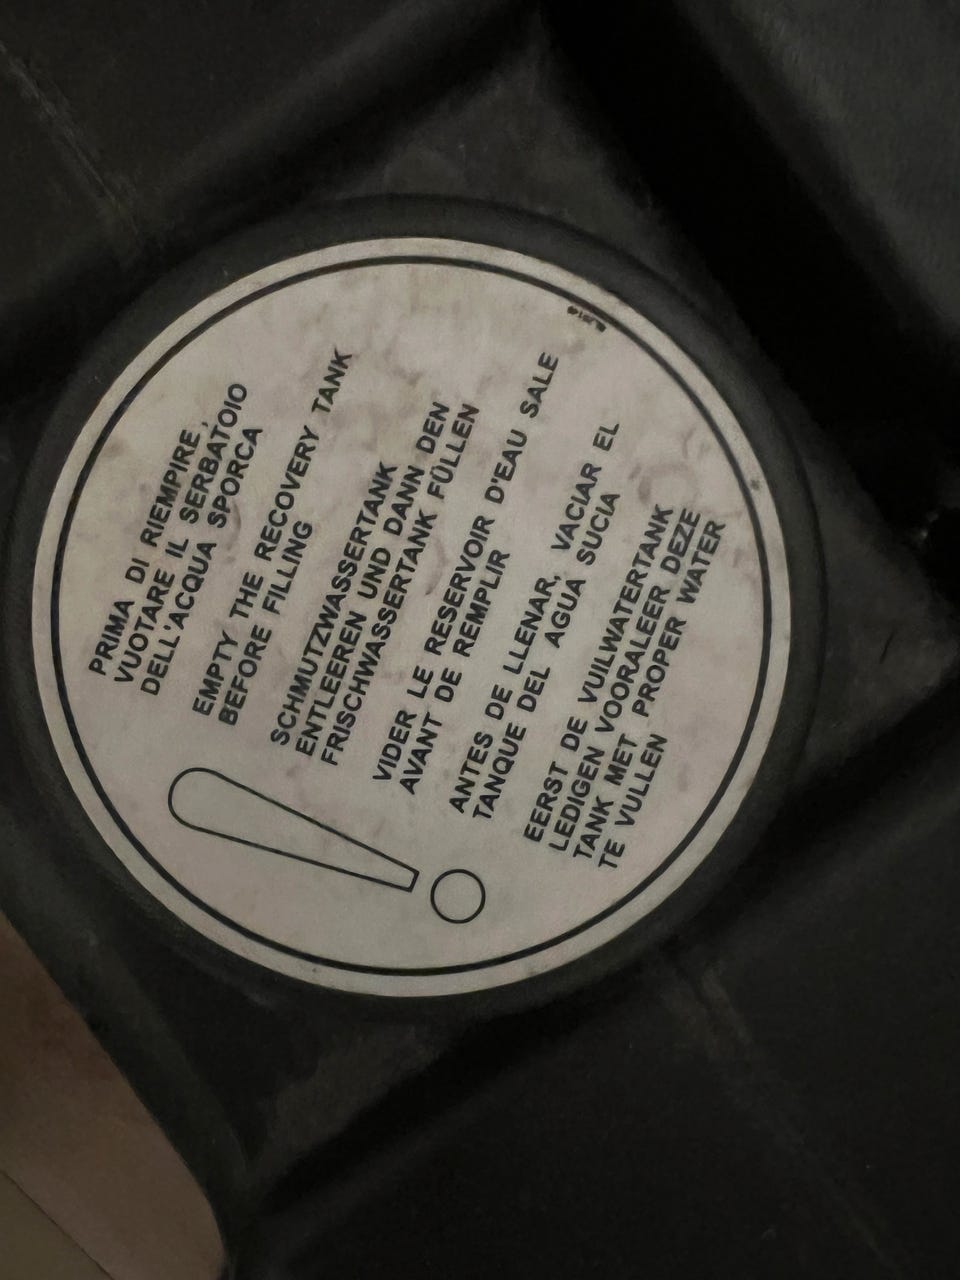 PRIMA DI RIEMPIRE,
VUOTARE IL SERBATOIO
DELL'ACQUA SPORCA
EMPTY THE RECOVERY TANK
BEFORE FILLING
SCHMUTZWASSERTANK
ENTLEEREN UND DANN DEN
FRISCHWASSERTANK FÜLLEN
VIDER LE RESERVOIR D'EAU SALE
AVANT DE REMPLIR
ANTES DE LLENAR, VACIAR EL
TANQUE DEL AGUA SUCIA
EERST DE VUILWATERTANK
LEDIGEN VOORALEER DEZE
TANK MET PROPER WATER
TE VULLEN